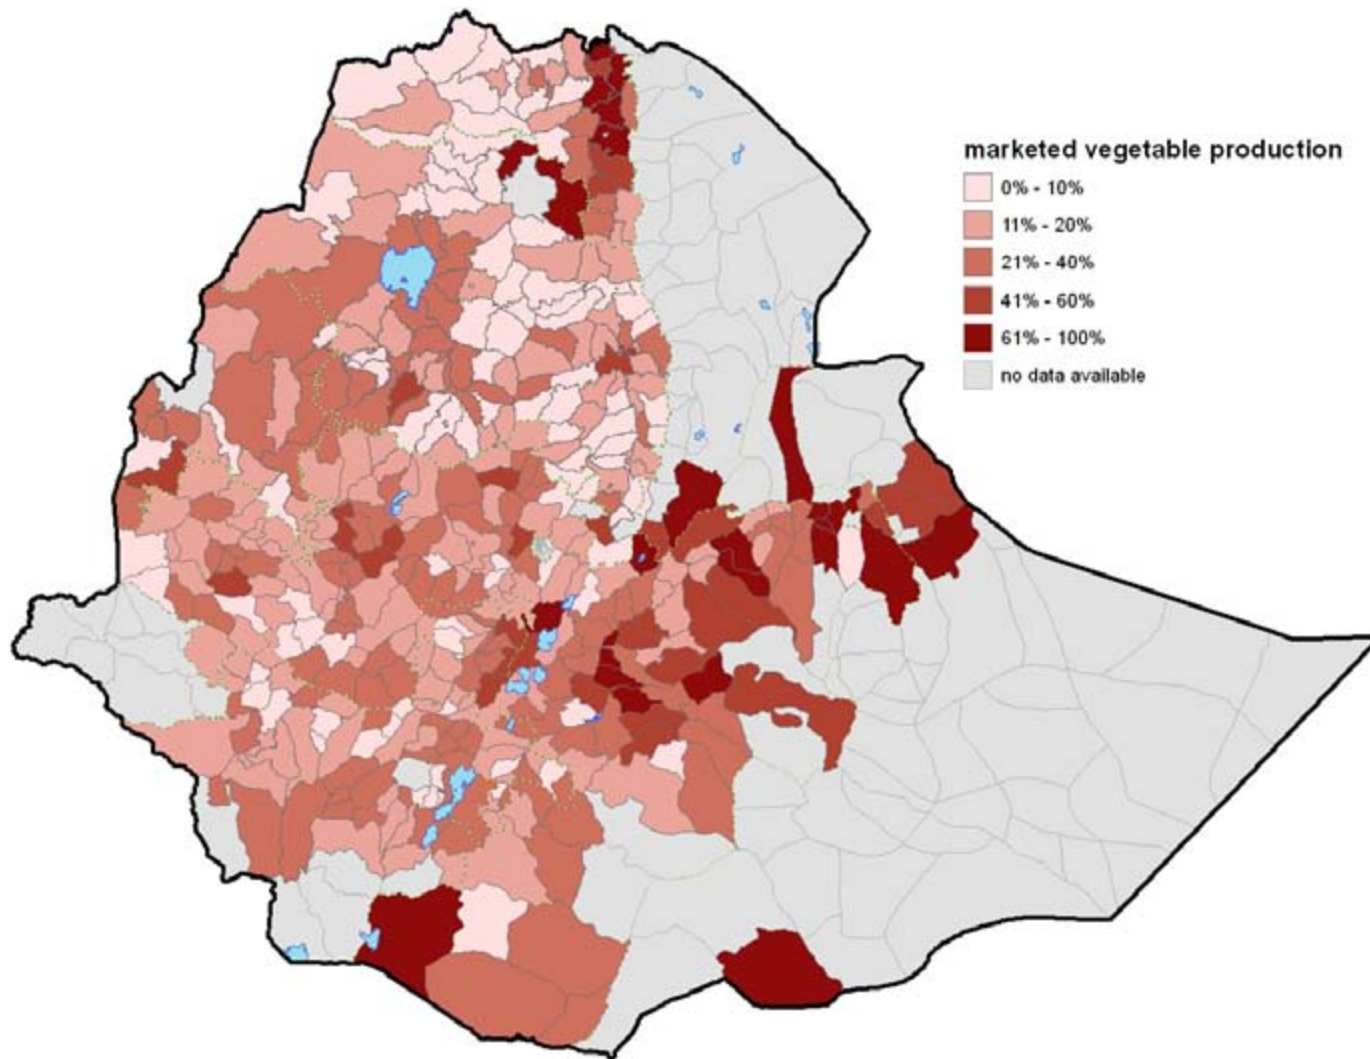 marketed vegetable production
0% - 10%
11% - 20%
21% - 40%
41% - 60%
61% - 100%
no data available